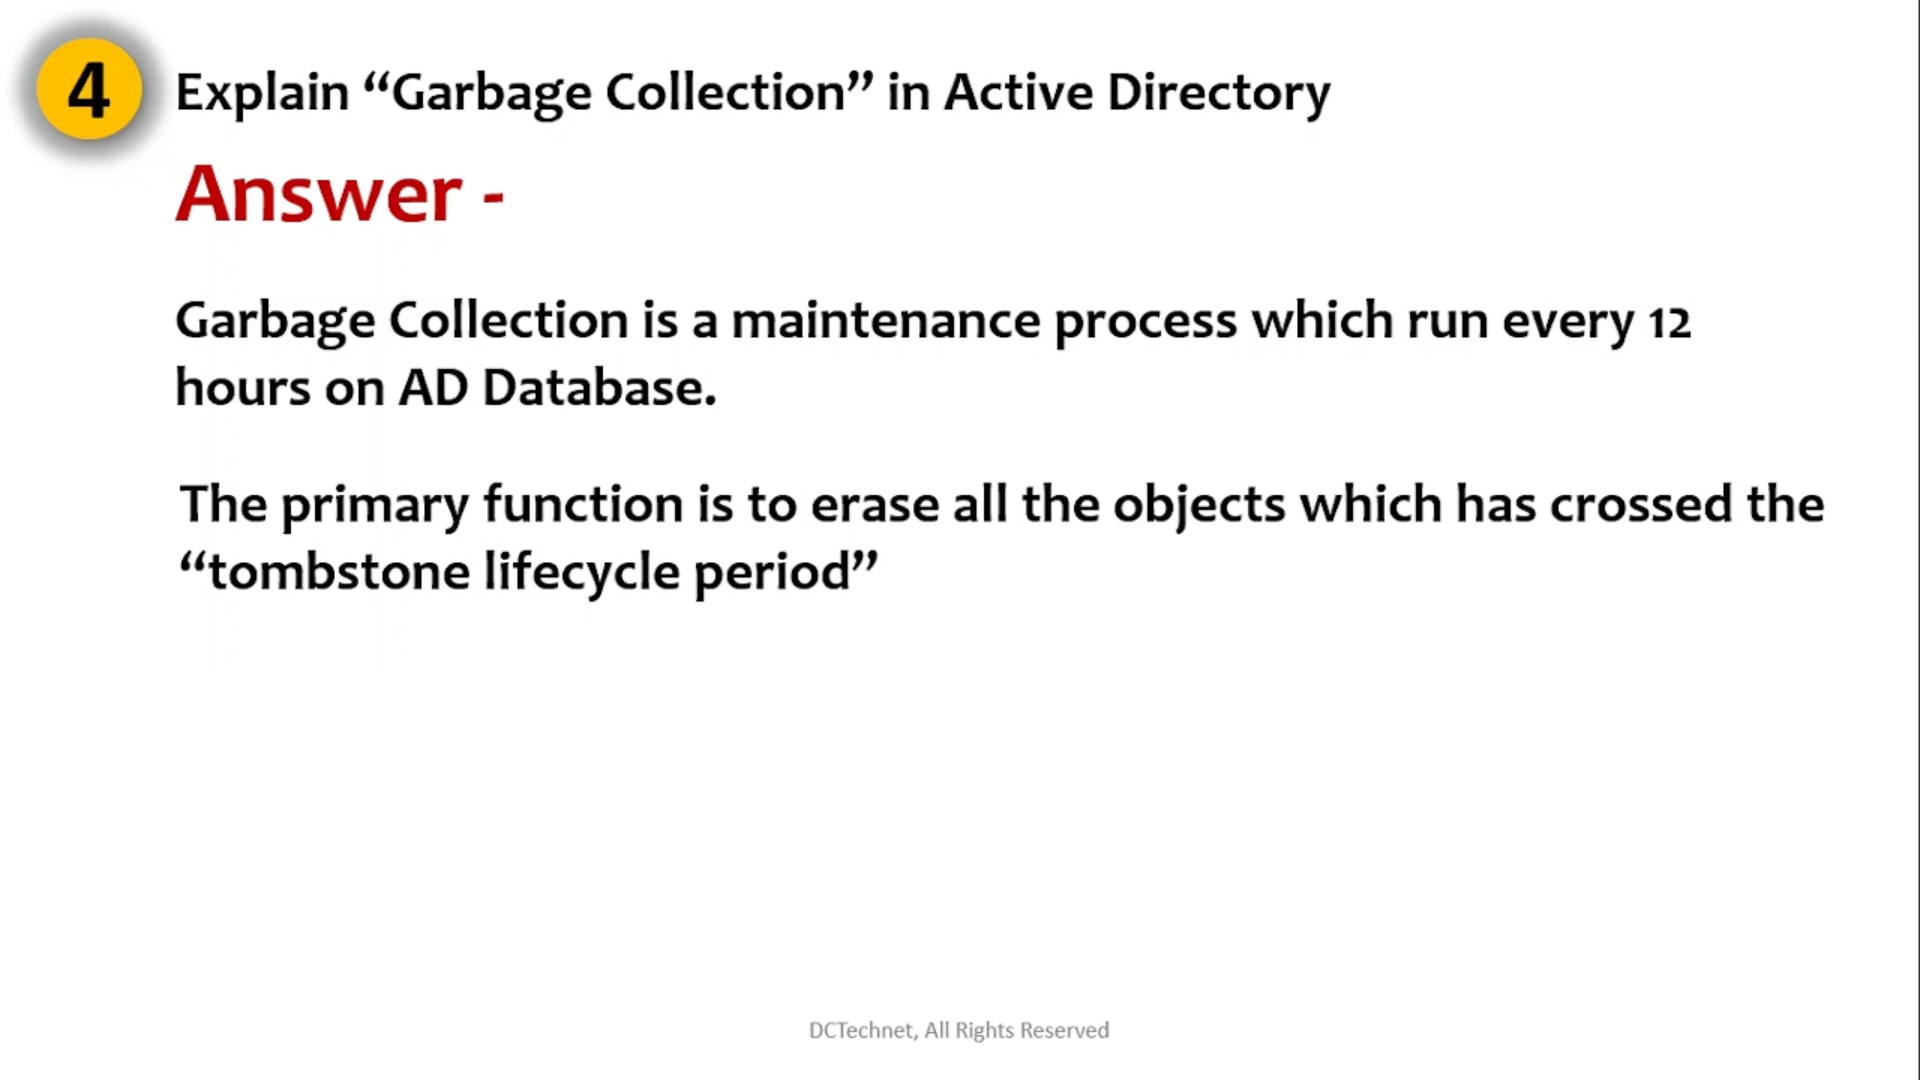 4
Explain “Garbage Collection” in Active Directory
Answer -
Garbage Collection is a maintenance process which run every 12
hours on AD Database.
The primary function is to erase all the objects which has crossed the
“tombstone lifecycle period”
DCTechnet, All Rights Reserved